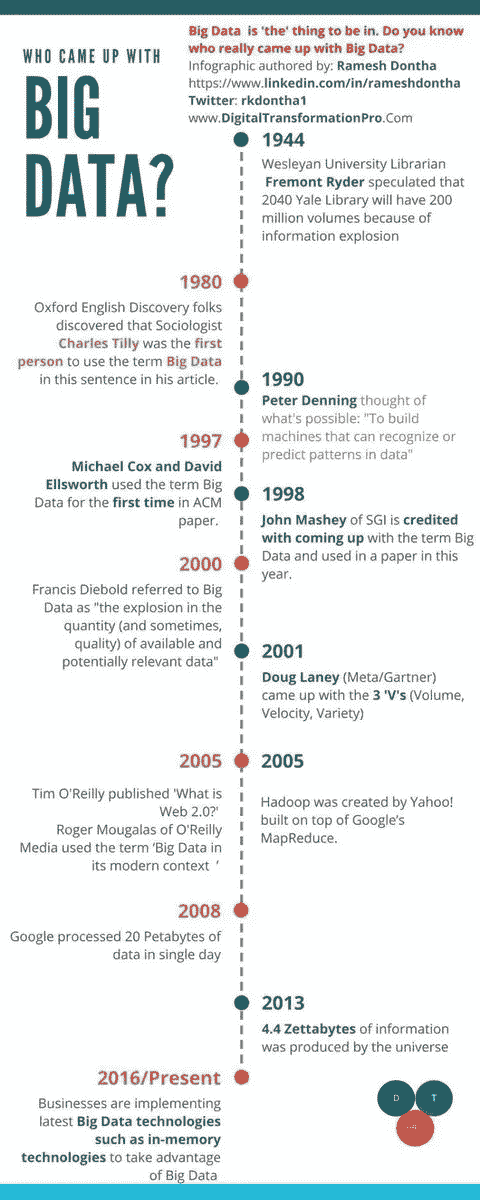 Big Data is 'the' thing to be in. Do you know
who really came up with Big Data?
Infographic authored by: Ramesh Dontha
https://www.linkedin.com/in/rameshdontha
Twitter: rkdontha1
www.DigitalTransformationPro.Com
WHO CAME UP WITH
BIG
DATA?
1944
Wesleyan University Librarian
Fremont Ryder speculated that
2040 Yale Library will have 200
million volumes because of
information explosion
1980
Oxford English Discovery folks
discovered that Sociologist
Charles Tilly was the first
person to use the term Big Data
in this sentence in his article.
1990
Peter Denning thought of
what's possible: "To build
machines that can recognize or
predict patterns in data"
1997
Michael Cox and David
Ellsworth used the term Big
Data for the first time in ACM
paper.
1998
John Mashey of SGI is credited
with coming up with the term Big
Data and used in a paper in this
year.
2000
Francis Diebold referred to Big
Data as "the explosion in the
quantity (and sometimes,
quality) of available and
potentially relevant data"
2001
Doug Laney (Meta/Gartner)
came up with the 3 'V's (Volume,
Velocity, Variety)
2005
Tim O'Reilly published 'What is
Web 2.0?'
Roger Mougalas of O'Reilly
Media used the term ‘Big Data in
its modern context ’
2005
Hadoop was created by Yahoo!
built on top of Google’s
MapReduce.
2008
Google processed 20 Petabytes of
data in single day
2013
4.4 Zettabytes of information
was produced by the universe
2016/Present
Businesses are implementing
latest Big Data technologies
such as in-memory
technologies to take advantage
of Big Data
D
T